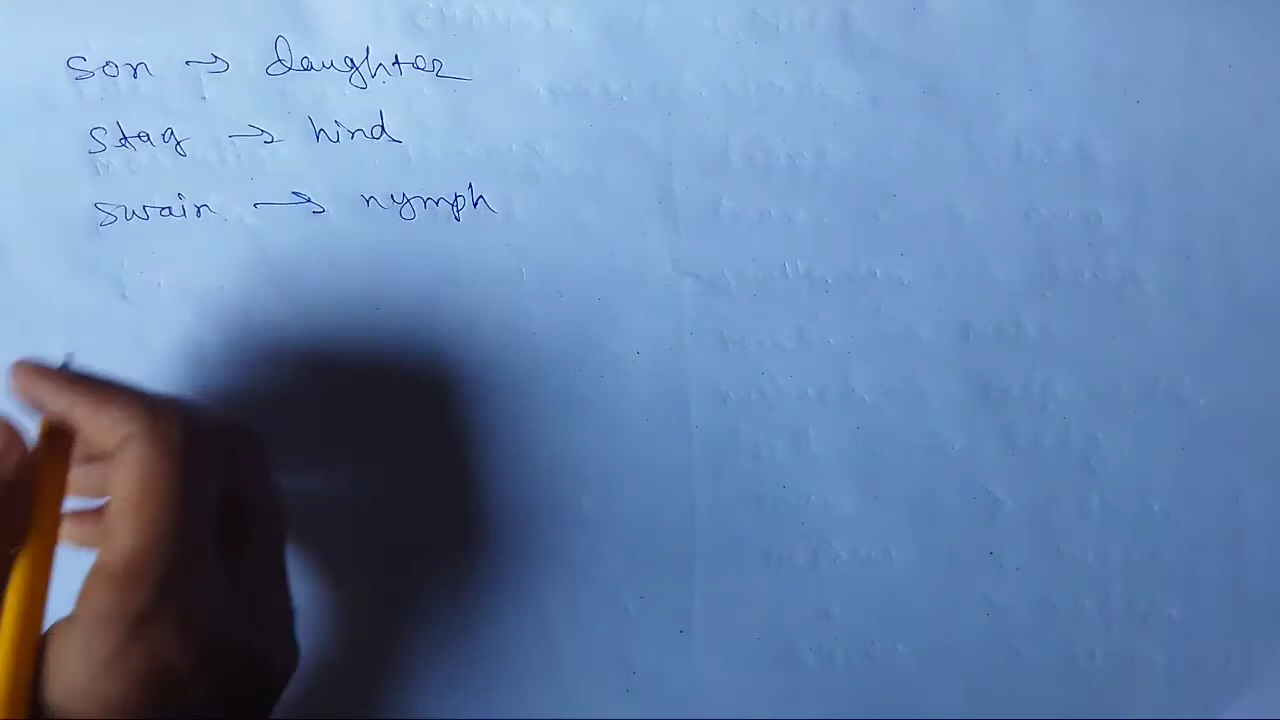 son → daughter
stag → hind
swain → nymph